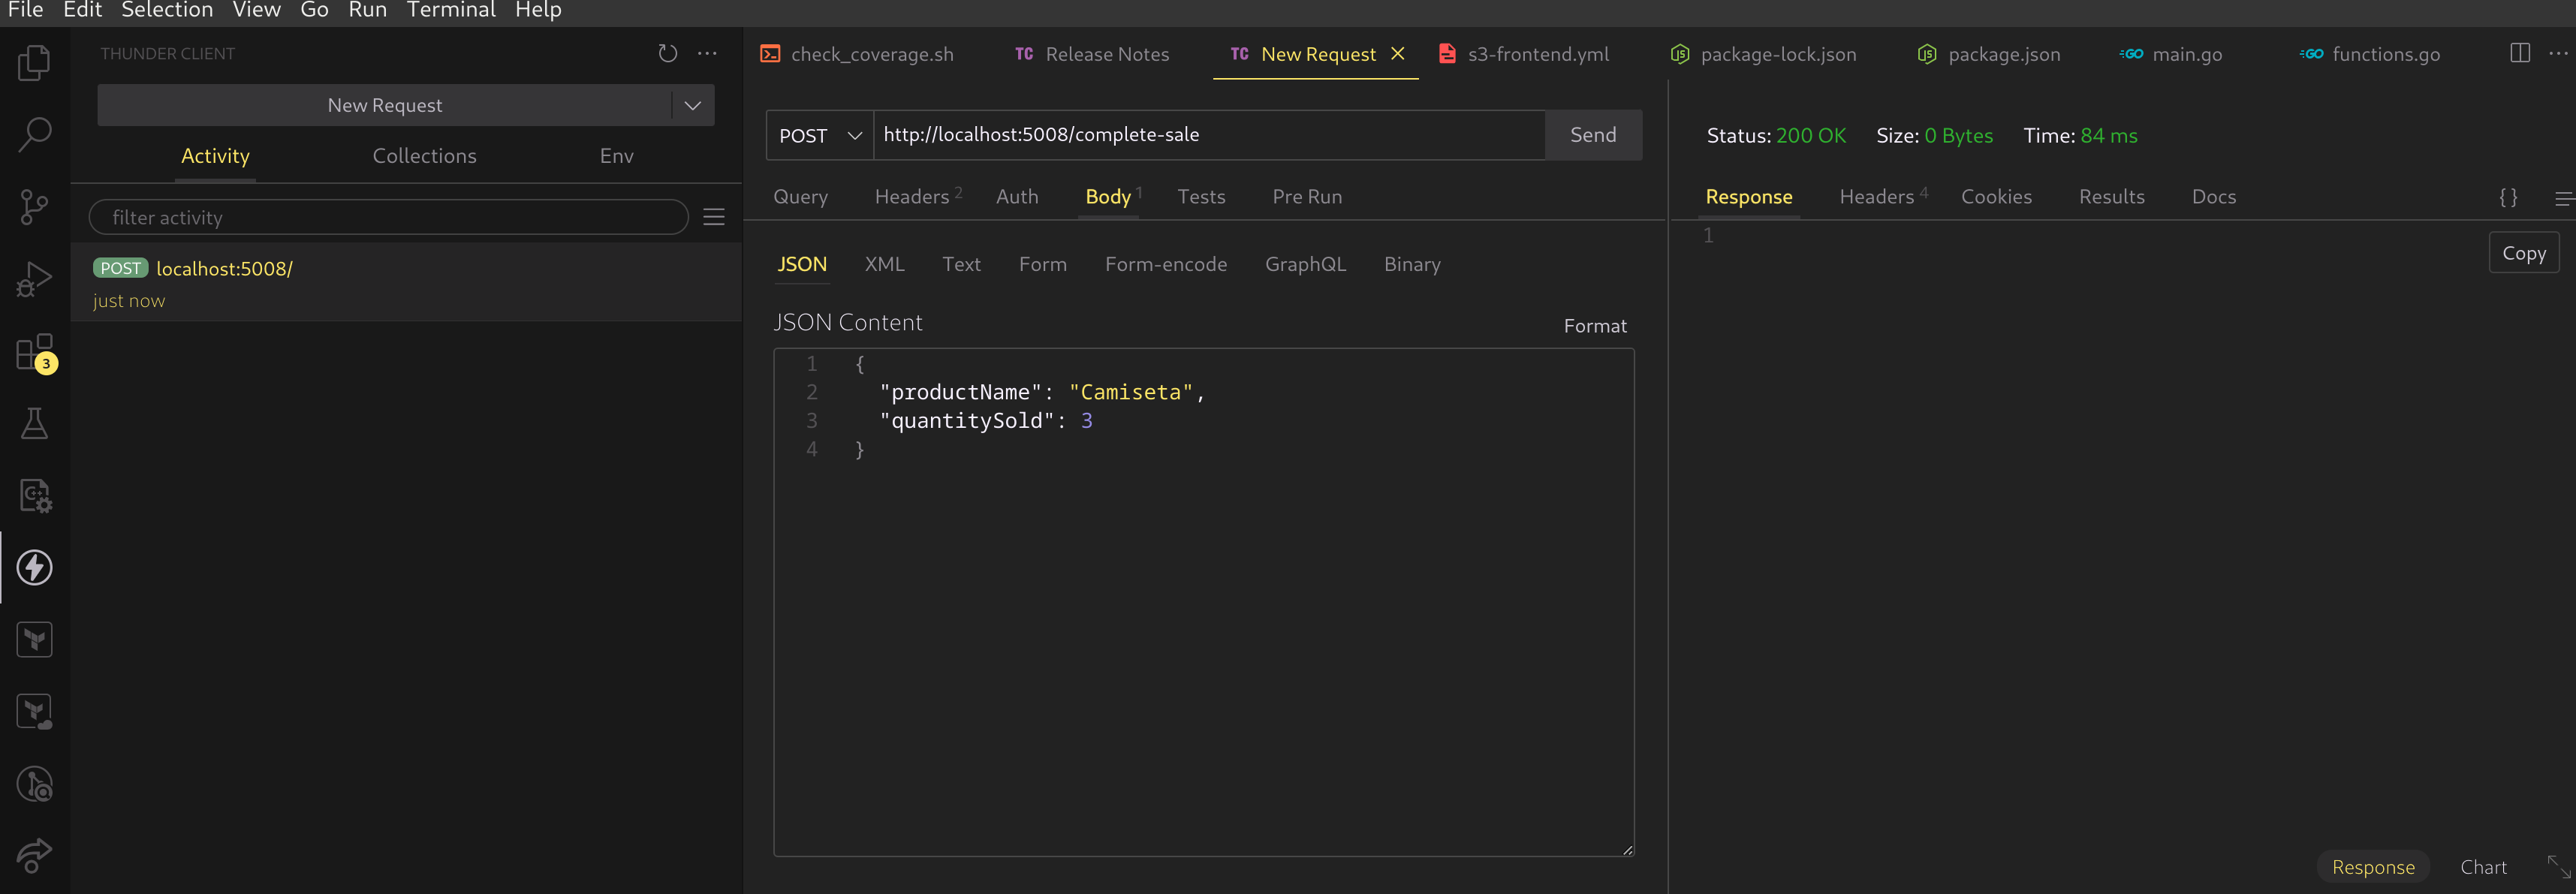 File Edit Selection View Go Run Terminal Help
THUNDER CLIENT
New Request
Activity Collections Env
filter activity
POST localhost:5008/
just now
3
check_coverage.sh TC Release Notes TC New Request s3-frontend.yml JS package-lock.json JS package.json GO main.go GO functions.go
POST http://localhost:5008/complete-sale Send
Query Headers 2 Auth Body 1 Tests Pre Run
JSON XML Text Form Form-encode GraphQL Binary
JSON Content Format
1 {
2 "productName": "Camiseta",
3 "quantitySold": 3
4 }
Status: 200 OK Size: 0 Bytes Time: 84 ms
Response Headers 4 Cookies Results Docs {}
1
Copy
Response Chart